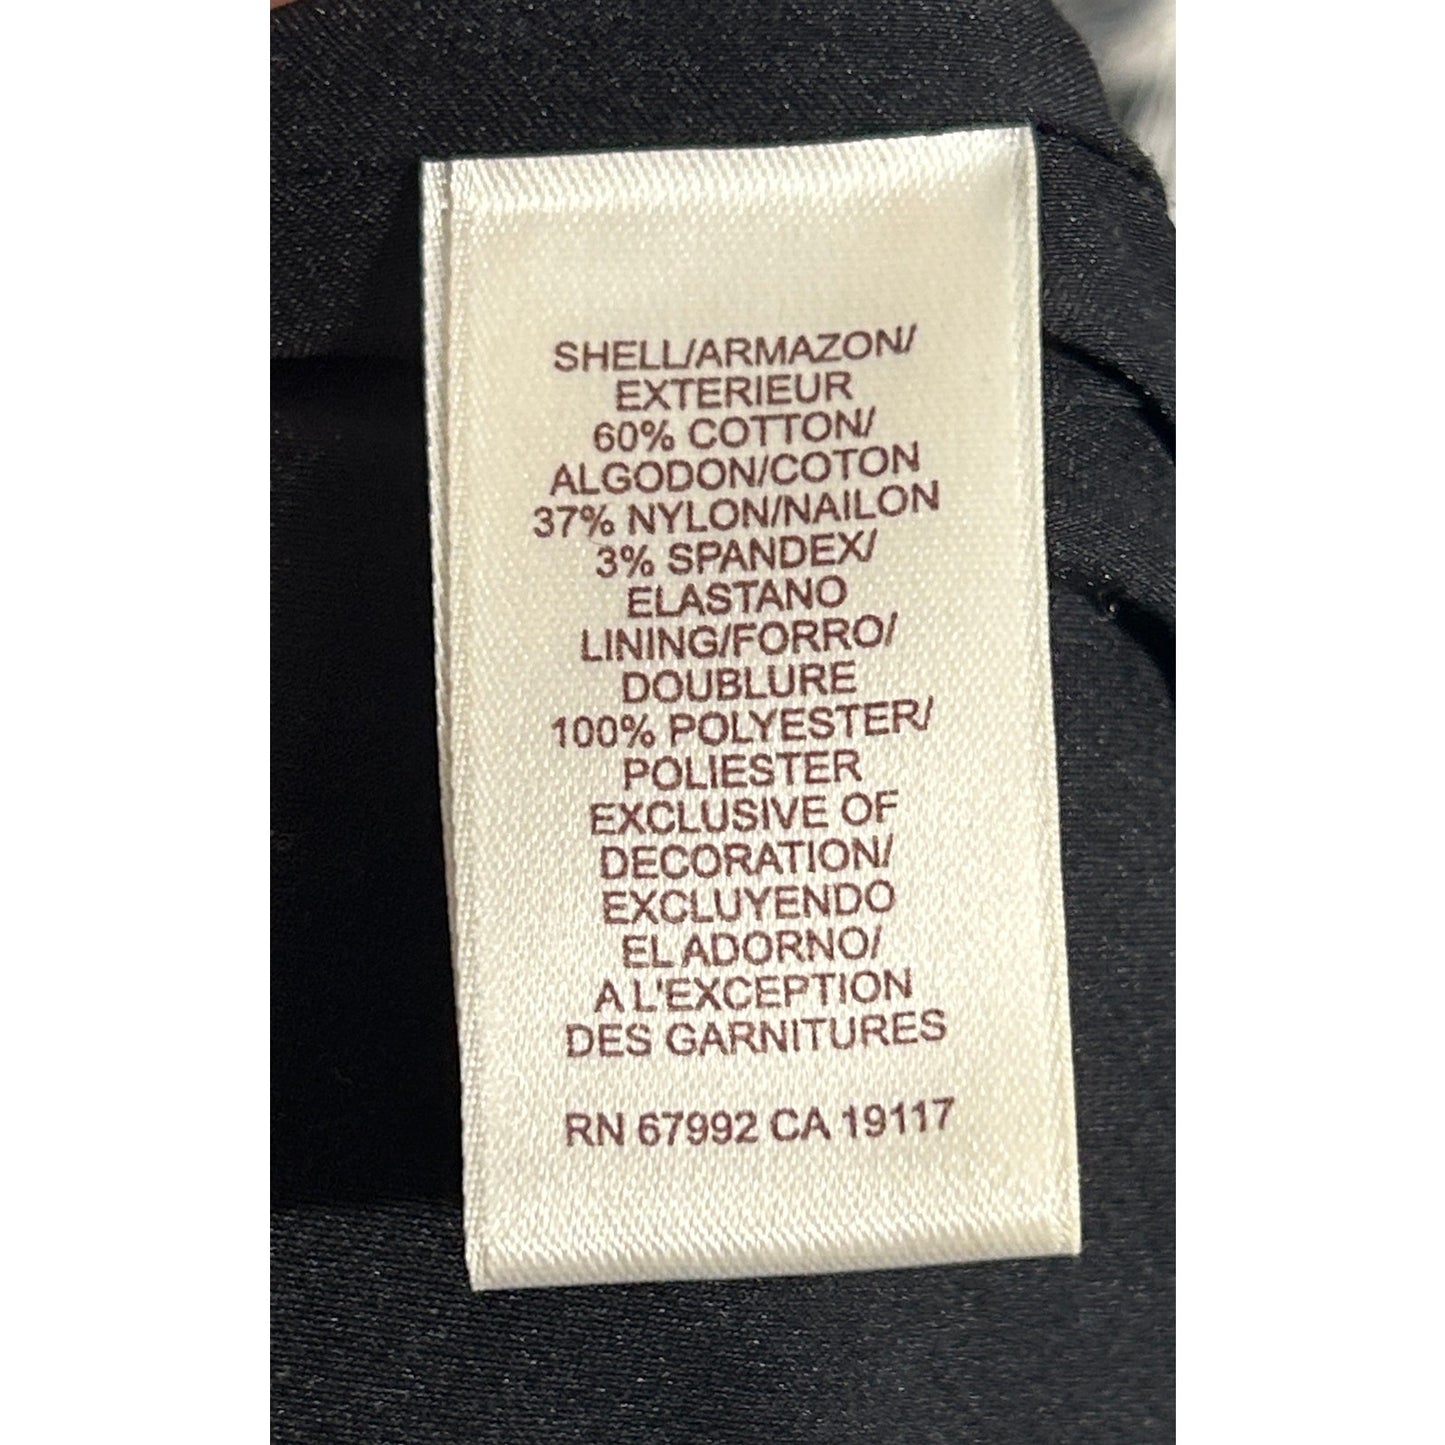 SHELL/ARMAZON/
EXTERIEUR
60% COTTON/
ALGODON/COTON
37% NYLON/NAILON
3% SPANDEX/
ELASTANO
LINING/FORRO/
DOUBLURE
100% POLYESTER/
POLIESTER
EXCLUSIVE OF
DECORATION/
EXCLUYENDO
EL ADORNO/
A L'EXCEPTION
DES GARNITURES
RN 67992 CA 19117